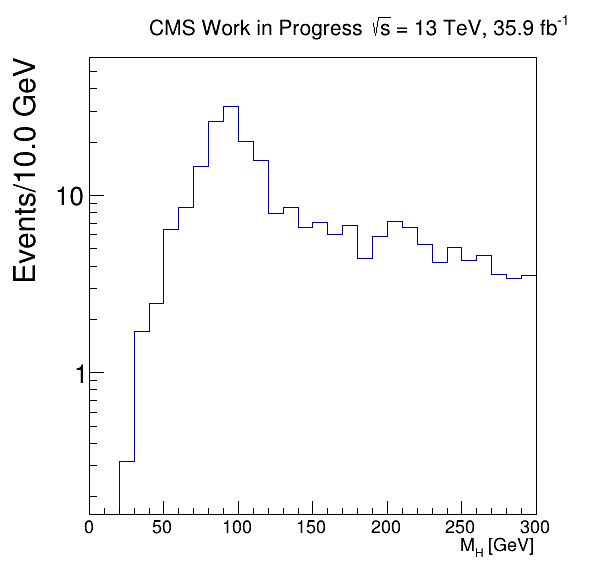 CMS Work in Progress √s = 13 TeV, 35.9 fb⁻¹
Events/10.0 GeV
10
1
0 50 100 150 200 250 300
M_H [GeV]